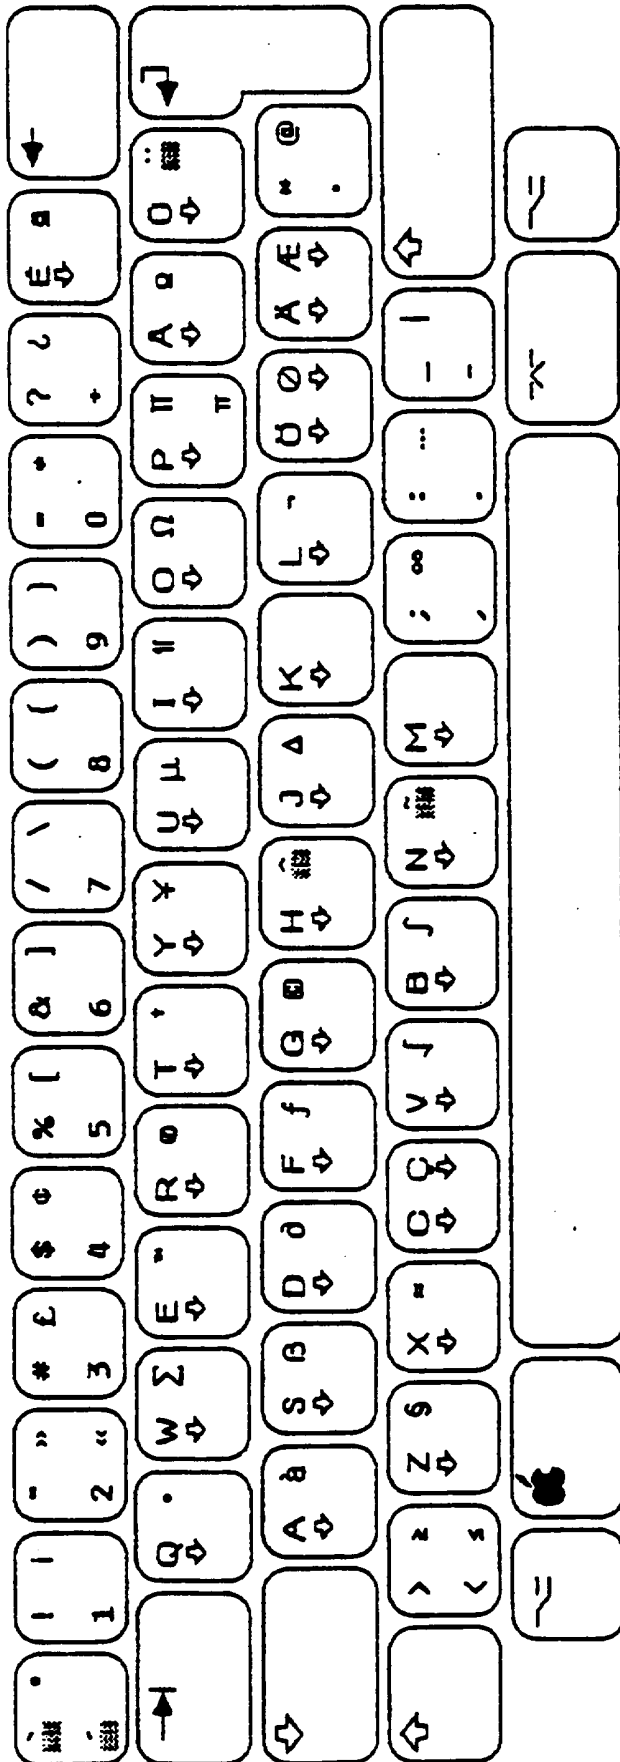 ` ° ! " » # £ $ ¢ % [ & ] / \ ( { ) } = ≠ ? ¿ É
´ 1 2 « 3 4 5 6 7 8 9 0 +
Q • W Σ E R ® T † Y ¥ U µ I O Ω P ∏ Å ¨
π
A à S ß D ∂ F ƒ G © H ˆ J ∆ K L ¬ Ö Ø Ä Æ * @
'
> ≥ Z § X ≈ C Ç V √ B ∫ N ˜ M ; ∞ : … _ |
< ≤ , . -